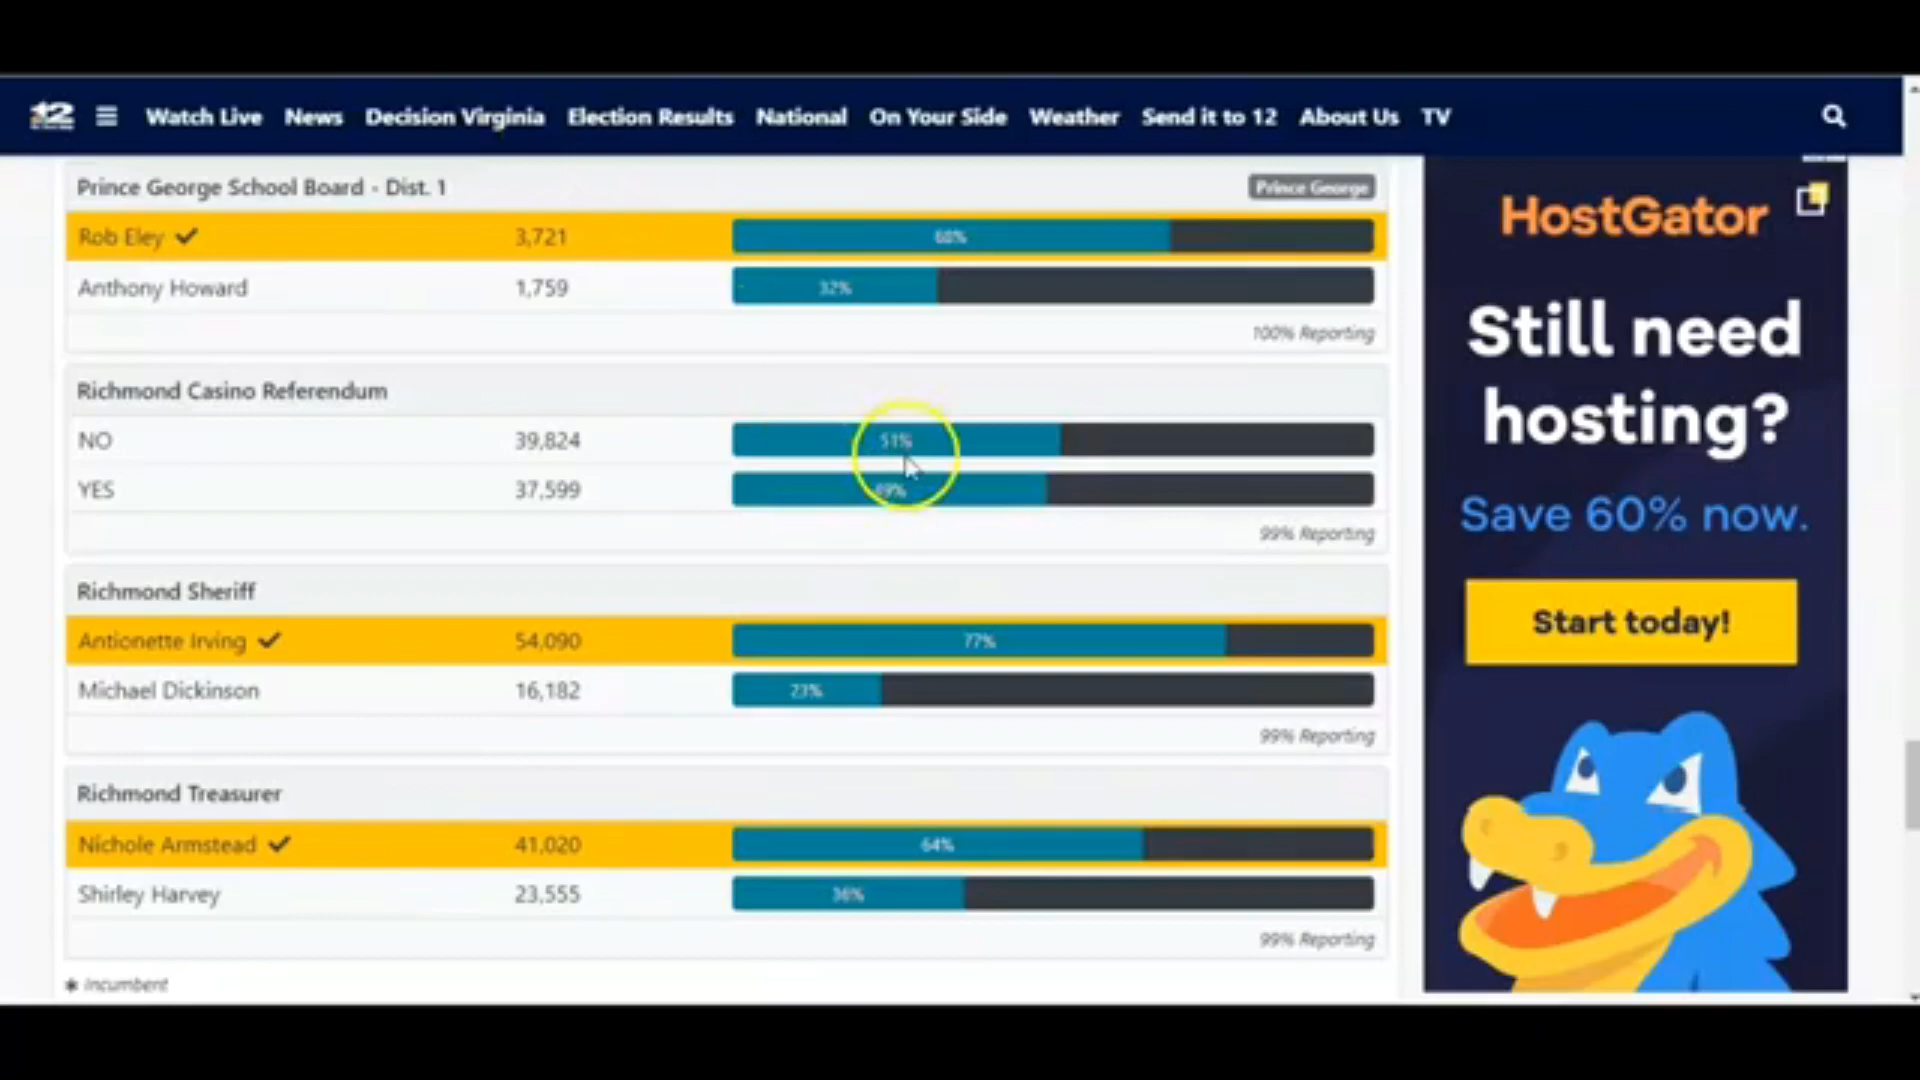 12
Watch Live News Decision Virginia Election Results National On Your Side Weather Send it to 12 About Us TV
Prince George School Board - Dist. 1
Prince George
Rob Eley 3,721 68%
Anthony Howard 1,759 32%
100% Reporting
Richmond Casino Referendum
NO 39,824 51%
YES 37,599 49%
99% Reporting
Richmond Sheriff
Antionette Irving 54,090 77%
Michael Dickinson 16,182 23%
99% Reporting
Richmond Treasurer
Nichole Armstead 41,020 64%
Shirley Harvey 23,555 36%
99% Reporting
* Incumbent
HostGator
Still need
hosting?
Save 60% now.
Start today!